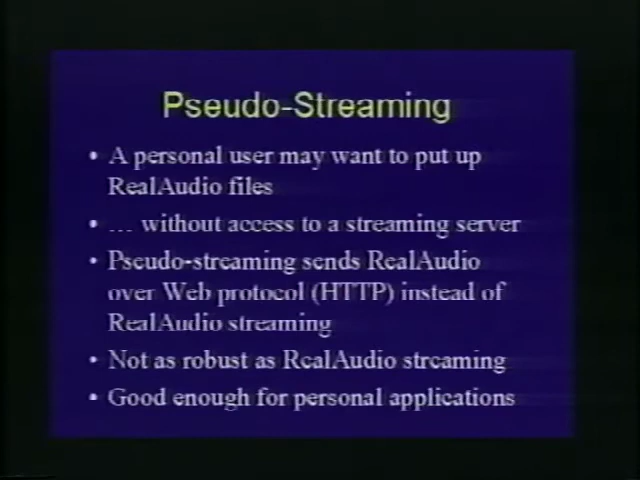 Pseudo-Streaming
• A personal user may want to put up
RealAudio files
• … without access to a streaming server
• Pseudo-streaming sends RealAudio
over Web protocol (HTTP) instead of
RealAudio streaming
• Not as robust as RealAudio streaming
• Good enough for personal applications